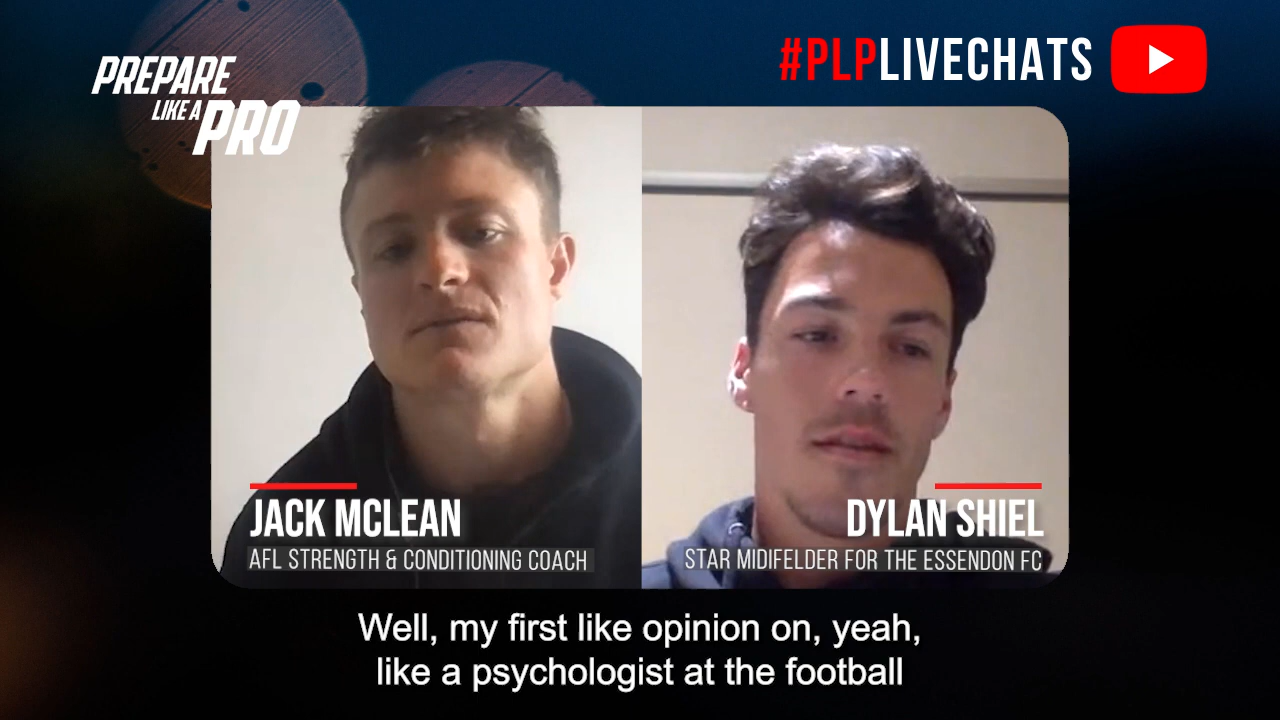 PREPARE
LIKE A
PRO
#PLPLIVECHATS
JACK MCLEAN
AFL STRENGTH & CONDITIONING COACH
DYLAN SHIEL
STAR MIDIFELDER FOR THE ESSENDON FC
Well, my first like opinion on, yeah,
like a psychologist at the football